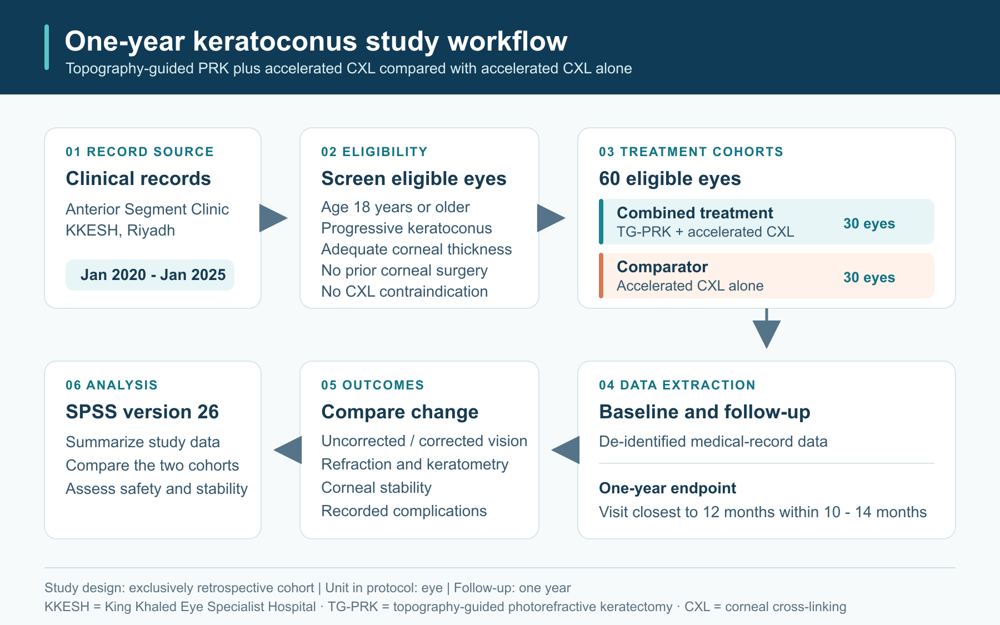 One-year keratoconus study workflow
Topography-guided PRK plus accelerated CXL compared with accelerated CXL alone
01 RECORD SOURCE
Clinical records
Anterior Segment Clinic
KKESH, Riyadh
Jan 2020 - Jan 2025
02 ELIGIBILITY
Screen eligible eyes
Age 18 years or older
Progressive keratoconus
Adequate corneal thickness
No prior corneal surgery
No CXL contraindication
03 TREATMENT COHORTS
60 eligible eyes
Combined treatment
TG-PRK + accelerated CXL
30 eyes
Comparator
Accelerated CXL alone
30 eyes
04 DATA EXTRACTION
Baseline and follow-up
De-identified medical-record data
One-year endpoint
Visit closest to 12 months within 10 - 14 months
05 OUTCOMES
Compare change
Uncorrected / corrected vision
Refraction and keratometry
Corneal stability
Recorded complications
06 ANALYSIS
SPSS version 26
Summarize study data
Compare the two cohorts
Assess safety and stability
Study design: exclusively retrospective cohort | Unit in protocol: eye | Follow-up: one year
KKESH = King Khaled Eye Specialist Hospital · TG-PRK = topography-guided photorefractive keratectomy · CXL = corneal cross-linking